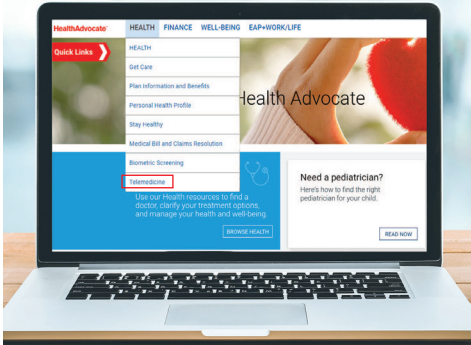 HealthAdvocate
HEALTH FINANCE WELL-BEING EAP+WORK/LIFE
Quick Links
HEALTH
Get Care
Plan Information and Benefits
Personal Health Profile
Stay Healthy
Medical Bill and Claims Resolution
Biometric Screening
Telemedicine
Health Advocate
Use our Health resources to find a
doctor, clarify your treatment options,
and manage your health and well-being.
BROWSE HEALTH
Need a pediatrician?
Here's how to find the right
pediatrician for your child.
READ NOW